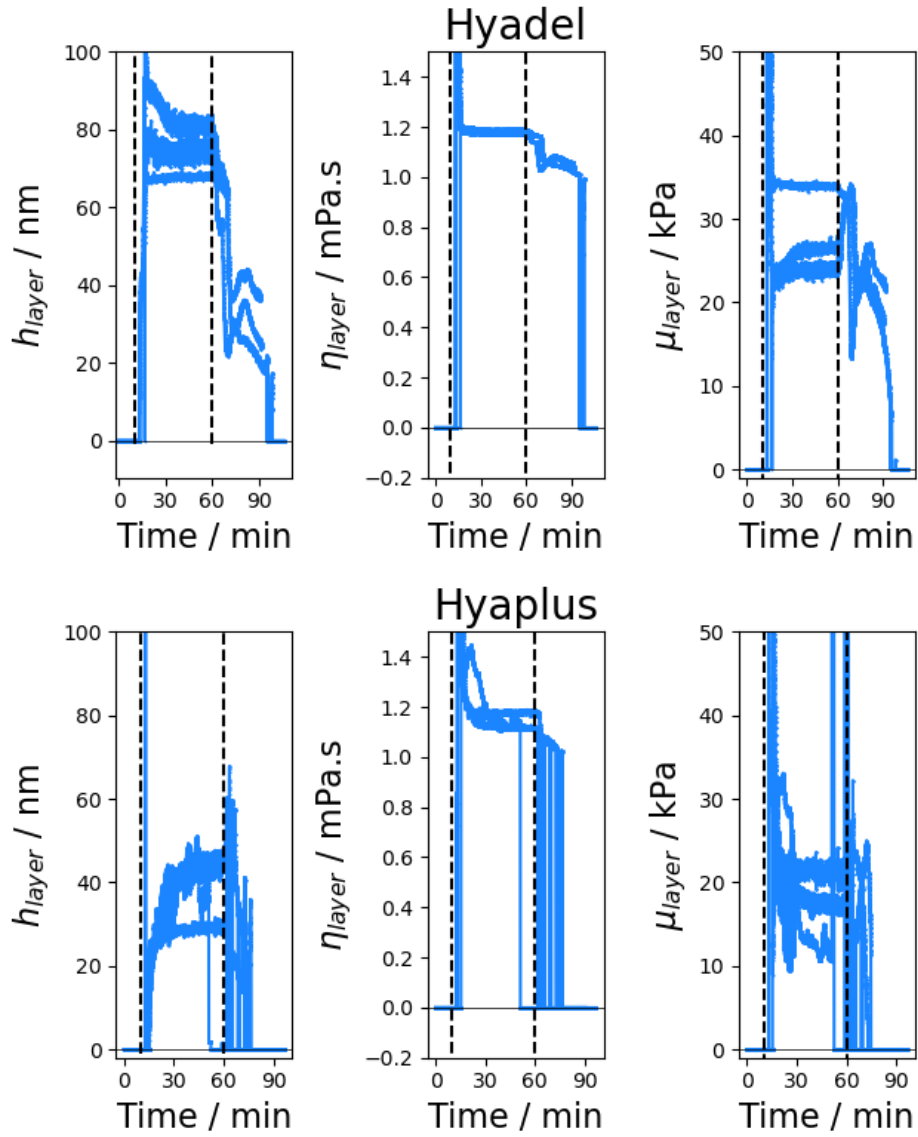 Hyadel
100
80
60
40
20
0
h_layer / nm
0 30 60 90
Time / min
1.4
1.2
1.0
0.8
0.6
0.4
0.2
0.0
−0.2
η_layer / mPa.s
0 30 60 90
Time / min
50
40
30
20
10
0
μ_layer / kPa
0 30 60 90
Time / min
Hyaplus
100
80
60
40
20
0
h_layer / nm
0 30 60 90
Time / min
1.4
1.2
1.0
0.8
0.6
0.4
0.2
0.0
−0.2
η_layer / mPa.s
0 30 60 90
Time / min
50
40
30
20
10
0
μ_layer / kPa
0 30 60 90
Time / min